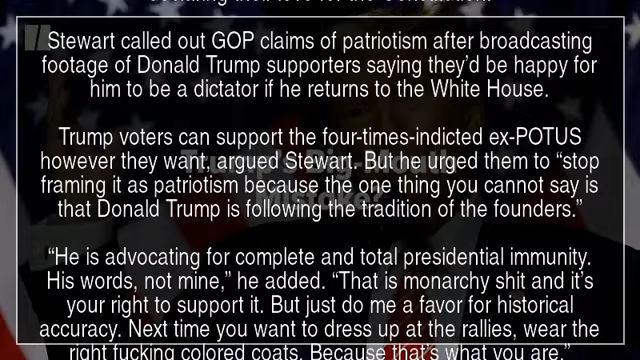 Stewart called out GOP claims of patriotism after broadcasting
footage of Donald Trump supporters saying they'd be happy for
him to be a dictator if he returns to the White House.
Trump voters can support the four-times-indicted ex-POTUS
however they want, argued Stewart. But he urged them to “stop
framing it as patriotism because the one thing you cannot say is
that Donald Trump is following the tradition of the founders.”
“He is advocating for complete and total presidential immunity.
His words, not mine,” he added. “That is monarchy shit and it’s
your right to support it. But just do me a favor for historical
accuracy. Next time you want to dress up at the rallies, wear the
right fucking colored coats. Because that’s what you are.”